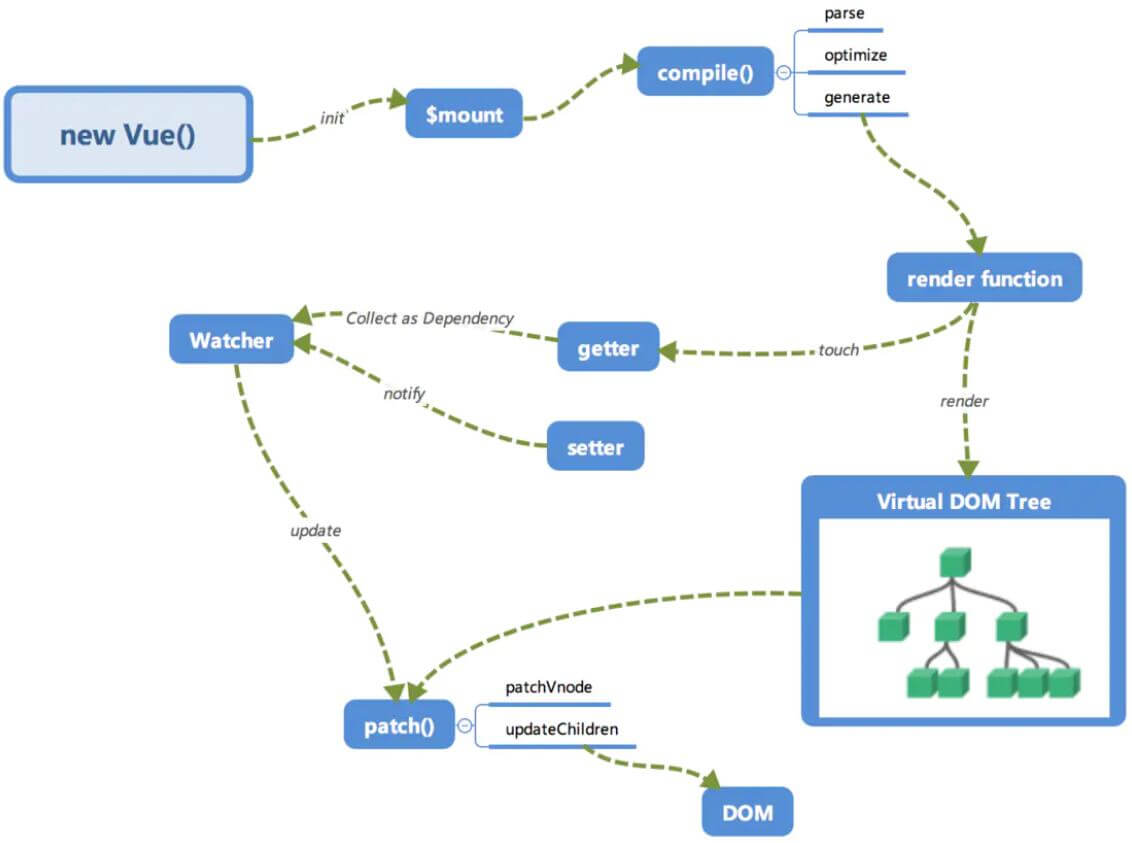 parse
optimize
compile()
generate
new Vue()
init
$mount
render function
Collect as Dependency
Watcher
getter
touch
notify
render
setter
Virtual DOM Tree
update
patchVnode
patch()
updateChildren
DOM